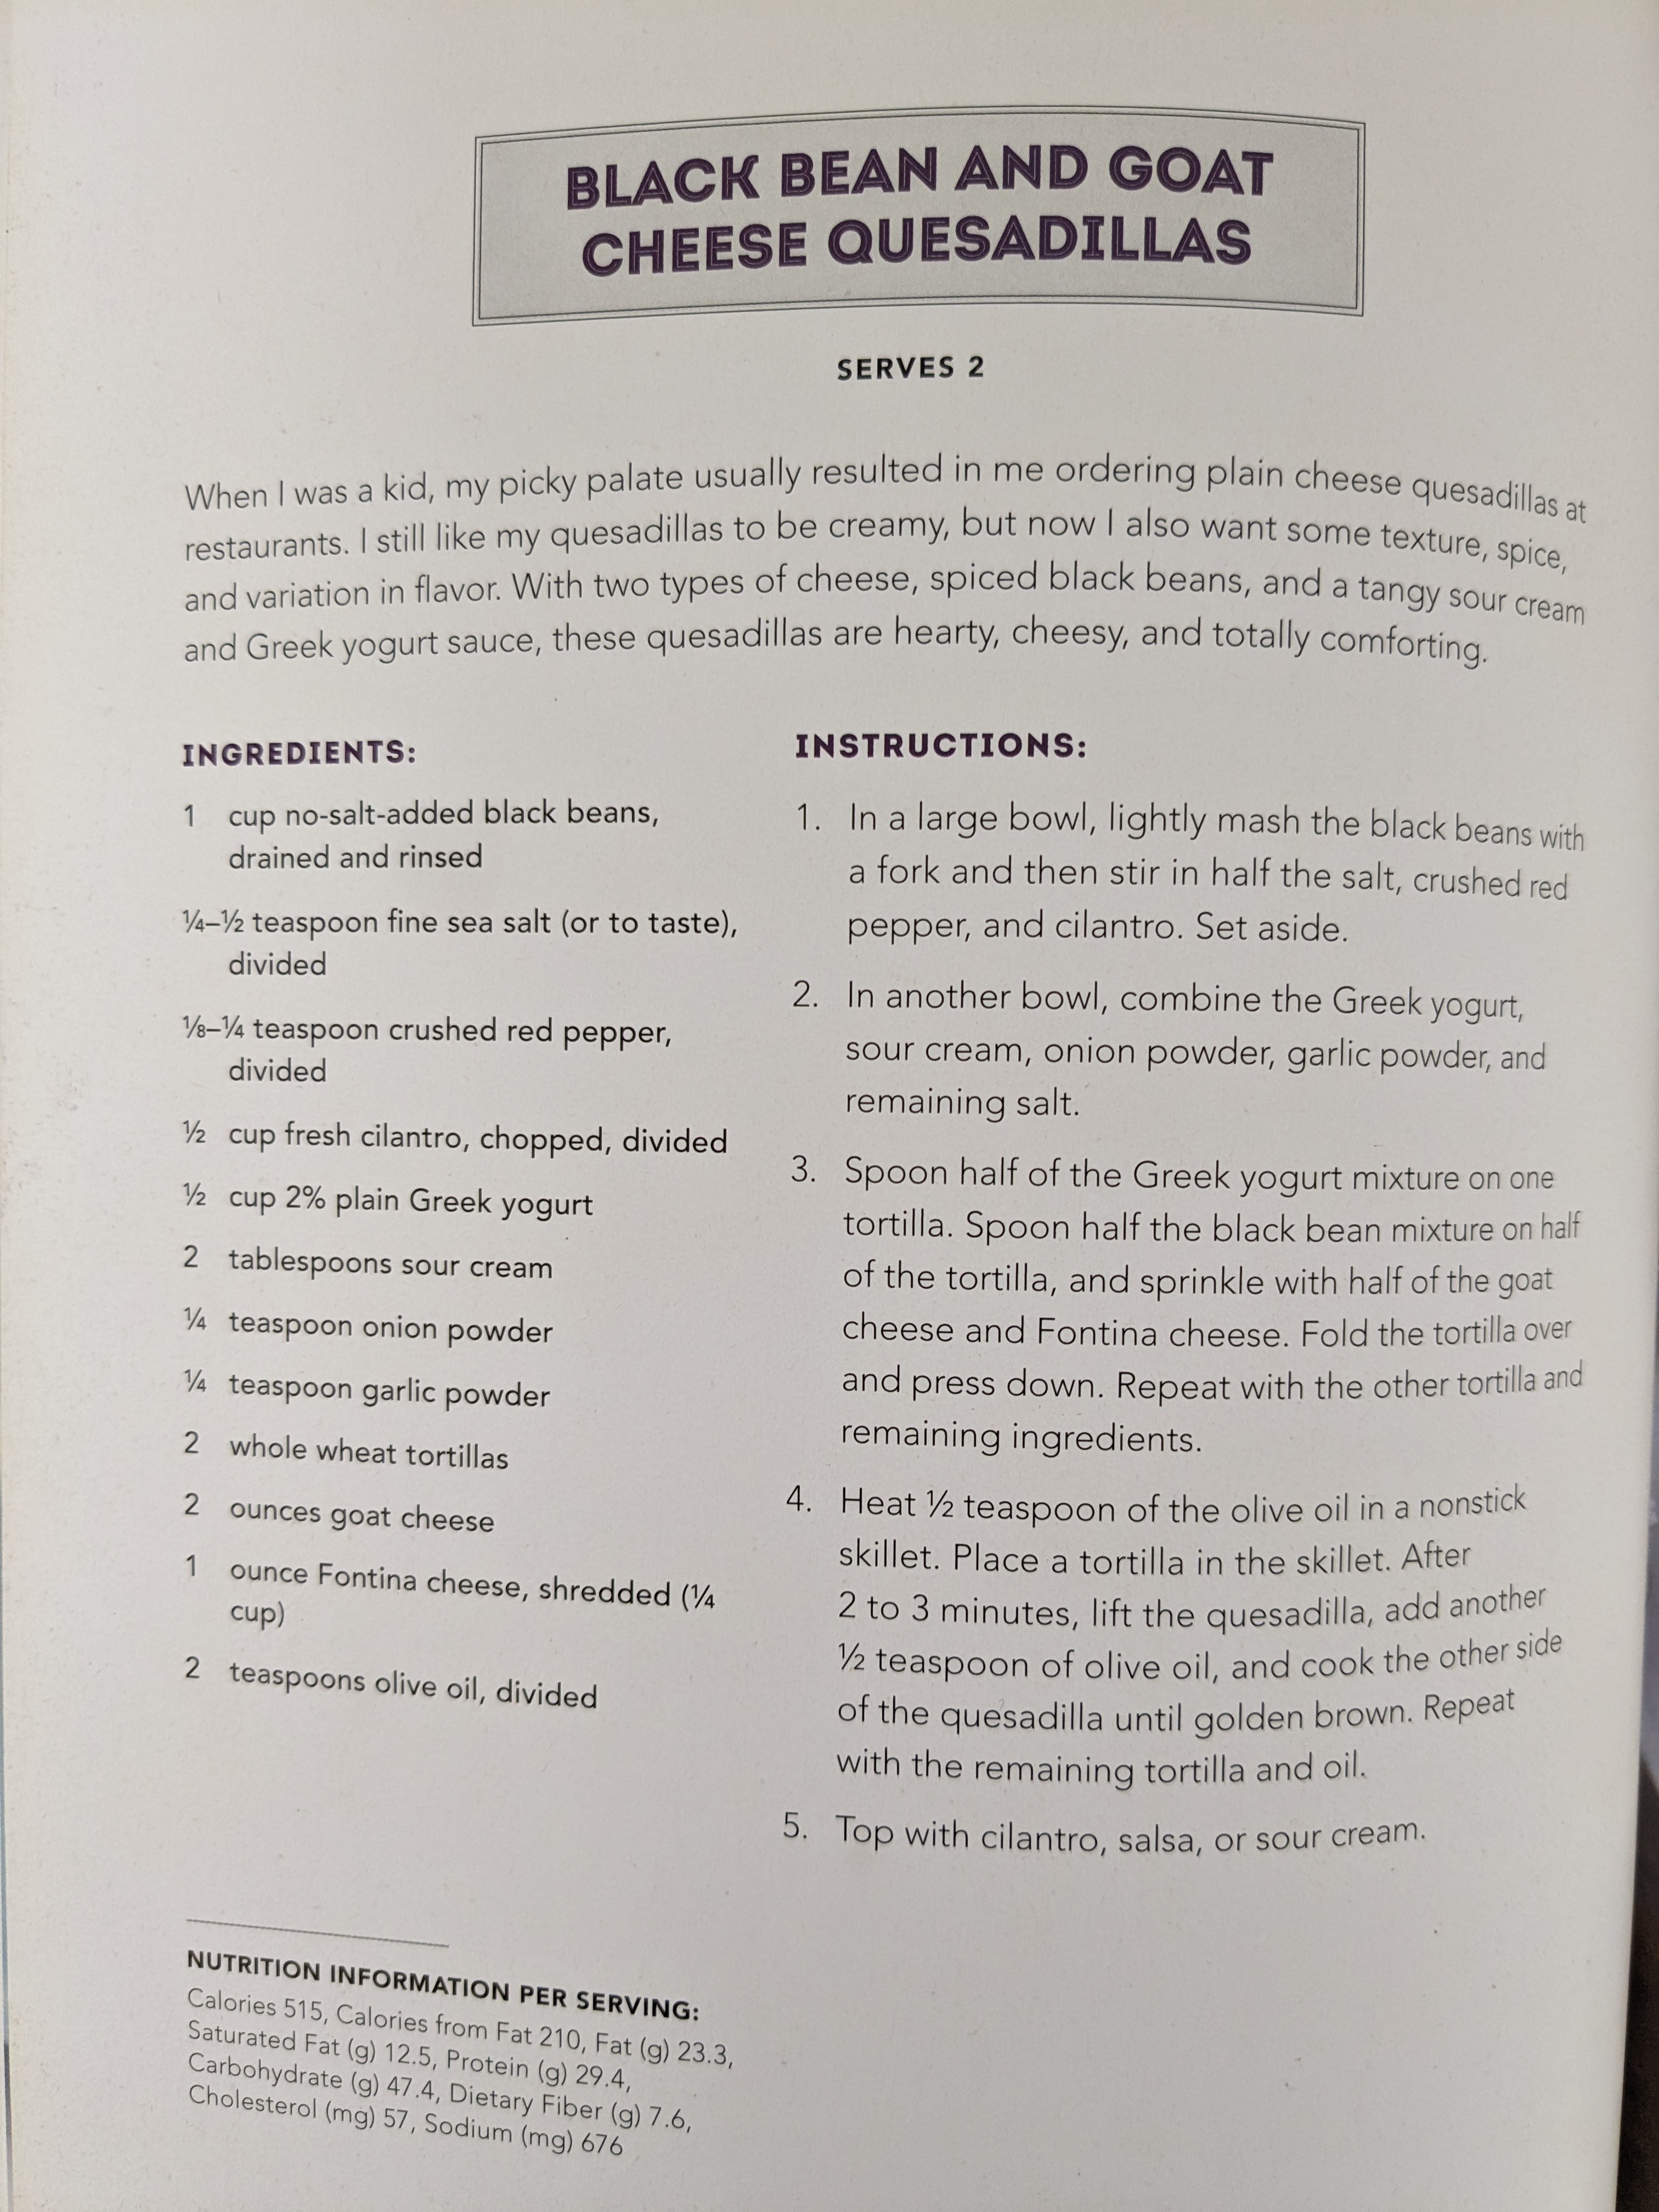 BLACK BEAN AND GOAT
CHEESE QUESADILLAS
SERVES 2
When I was a kid, my picky palate usually resulted in me ordering plain cheese quesadillas at
restaurants. I still like my quesadillas to be creamy, but now I also want some texture, spice,
and variation in flavor. With two types of cheese, spiced black beans, and a tangy sour cream
and Greek yogurt sauce, these quesadillas are hearty, cheesy, and totally comforting.
INGREDIENTS:
1 cup no-salt-added black beans,
drained and rinsed
¼–½ teaspoon fine sea salt (or to taste),
divided
⅛–¼ teaspoon crushed red pepper,
divided
½ cup fresh cilantro, chopped, divided
½ cup 2% plain Greek yogurt
2 tablespoons sour cream
¼ teaspoon onion powder
¼ teaspoon garlic powder
2 whole wheat tortillas
2 ounces goat cheese
1 ounce Fontina cheese, shredded (¼
cup)
2 teaspoons olive oil, divided
INSTRUCTIONS:
1. In a large bowl, lightly mash the black beans with
a fork and then stir in half the salt, crushed red
pepper, and cilantro. Set aside.
2. In another bowl, combine the Greek yogurt,
sour cream, onion powder, garlic powder, and
remaining salt.
3. Spoon half of the Greek yogurt mixture on one
tortilla. Spoon half the black bean mixture on half
of the tortilla, and sprinkle with half of the goat
cheese and Fontina cheese. Fold the tortilla over
and press down. Repeat with the other tortilla and
remaining ingredients.
4. Heat ½ teaspoon of the olive oil in a nonstick
skillet. Place a tortilla in the skillet. After
2 to 3 minutes, lift the quesadilla, add another
½ teaspoon of olive oil, and cook the other side
of the quesadilla until golden brown. Repeat
with the remaining tortilla and oil.
5. Top with cilantro, salsa, or sour cream.
NUTRITION INFORMATION PER SERVING:
Calories 515, Calories from Fat 210, Fat (g) 23.3,
Saturated Fat (g) 12.5, Protein (g) 29.4,
Carbohydrate (g) 47.4, Dietary Fiber (g) 7.6,
Cholesterol (mg) 57, Sodium (mg) 676